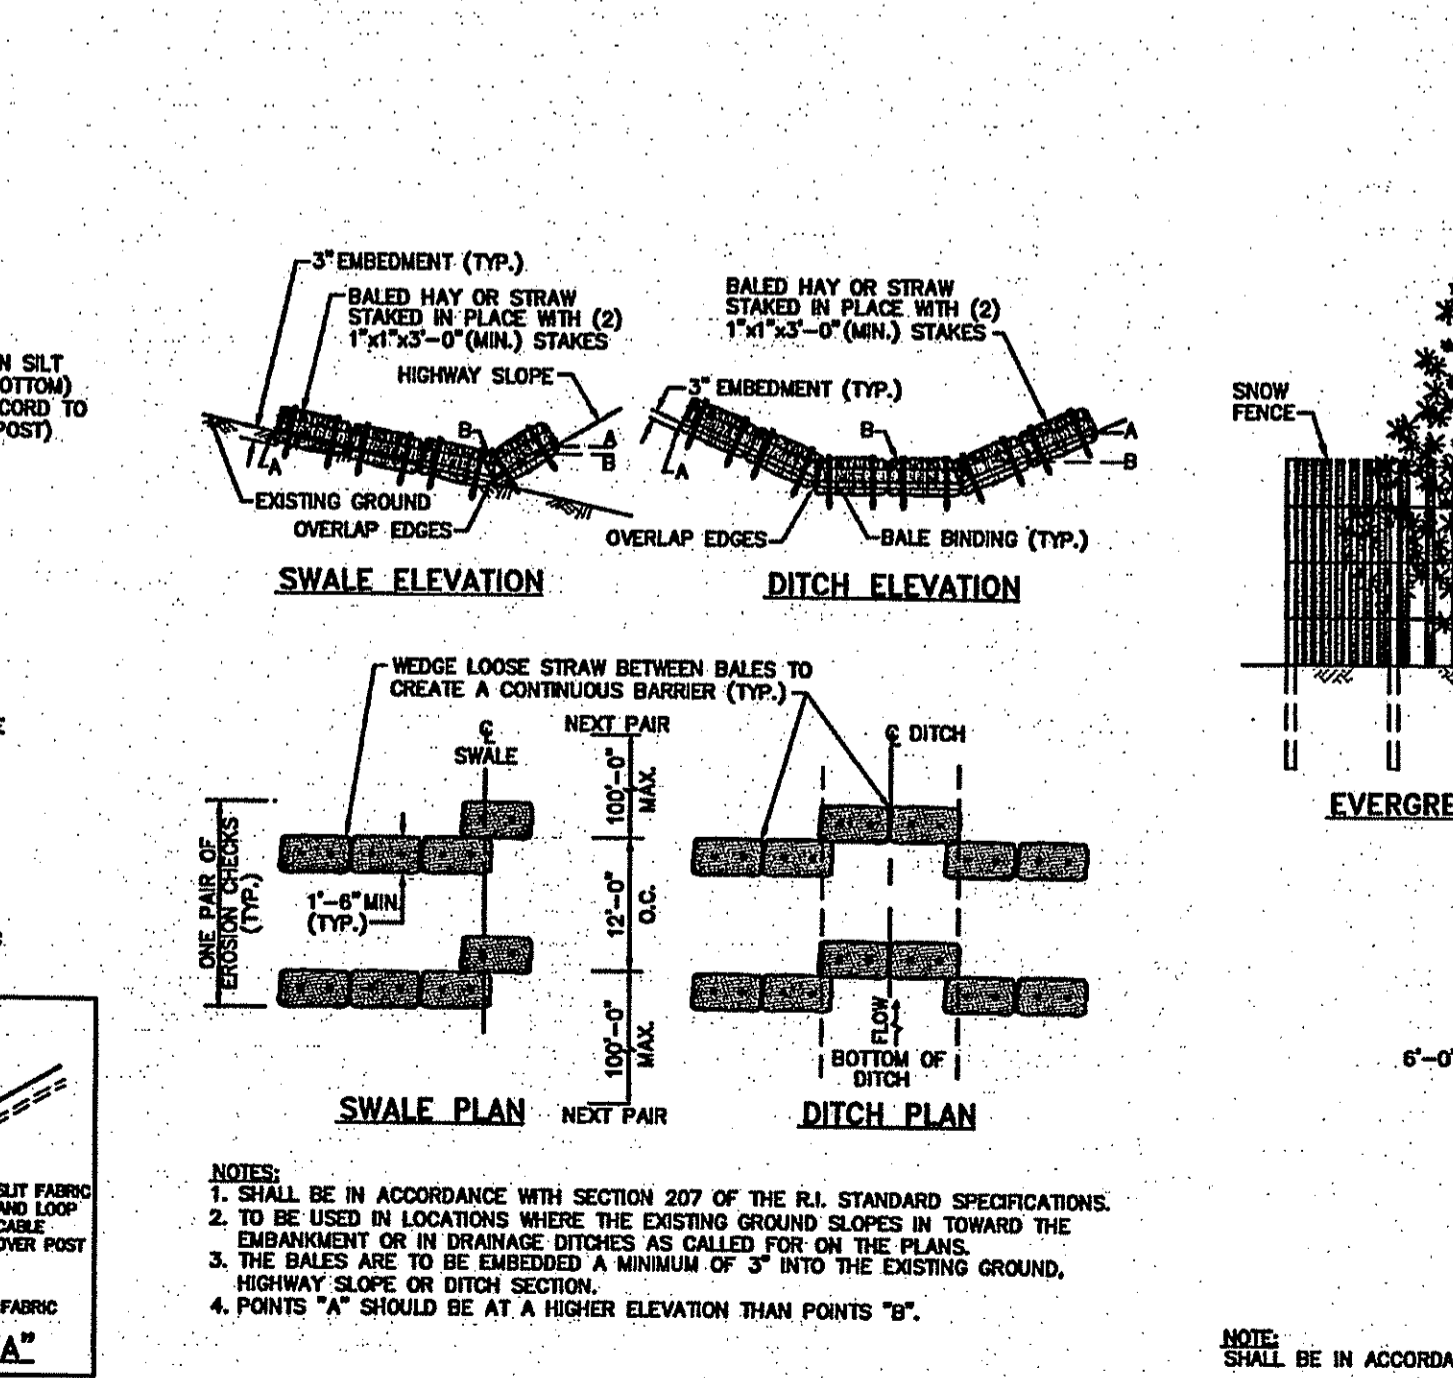 3" EMBEDMENT (TYP.)
BALED HAY OR STRAW
STAKED IN PLACE WITH (2)
1"x1"x3'-0"(MIN.) STAKES
HIGHWAY SLOPE
B
A
B
A
EXISTING GROUND
OVERLAP EDGES
SWALE ELEVATION
BALED HAY OR STRAW
STAKED IN PLACE WITH (2)
1"x1"x3'-0"(MIN.) STAKES
3" EMBEDMENT (TYP.)
B
A
A
B
OVERLAP EDGES
BALE BINDING (TYP.)
DITCH ELEVATION
WEDGE LOOSE STRAW BETWEEN BALES TO
CREATE A CONTINUOUS BARRIER (TYP.)
℄
SWALE
ONE PAIR OF
EROSION CHECKS
(TYP.)
1'-6" MIN.
(TYP.)
SWALE PLAN
NEXT PAIR
100'-0"
MAX.
12'-0"
O.C.
100'-0"
MAX.
NEXT PAIR
℄ DITCH
FLOW
BOTTOM OF
DITCH
DITCH PLAN
NOTES:
1. SHALL BE IN ACCORDANCE WITH SECTION 207 OF THE R.I. STANDARD SPECIFICATIONS.
2. TO BE USED IN LOCATIONS WHERE THE EXISTING GROUND SLOPES IN TOWARD THE
EMBANKMENT OR IN DRAINAGE DITCHES AS CALLED FOR ON THE PLANS.
3. THE BALES ARE TO BE EMBEDDED A MINIMUM OF 3" INTO THE EXISTING GROUND,
HIGHWAY SLOPE OR DITCH SECTION.
4. POINTS "A" SHOULD BE AT A HIGHER ELEVATION THAN POINTS "B".
N SILT
OTTOM)
CORD TO
POST)
SLIT FABRIC
AND LOOP
CABLE
OVER POST
FABRIC
A"
SNOW
FENCE
EVERGRE
6'-0"
NOTE:
SHALL BE IN ACCORDA